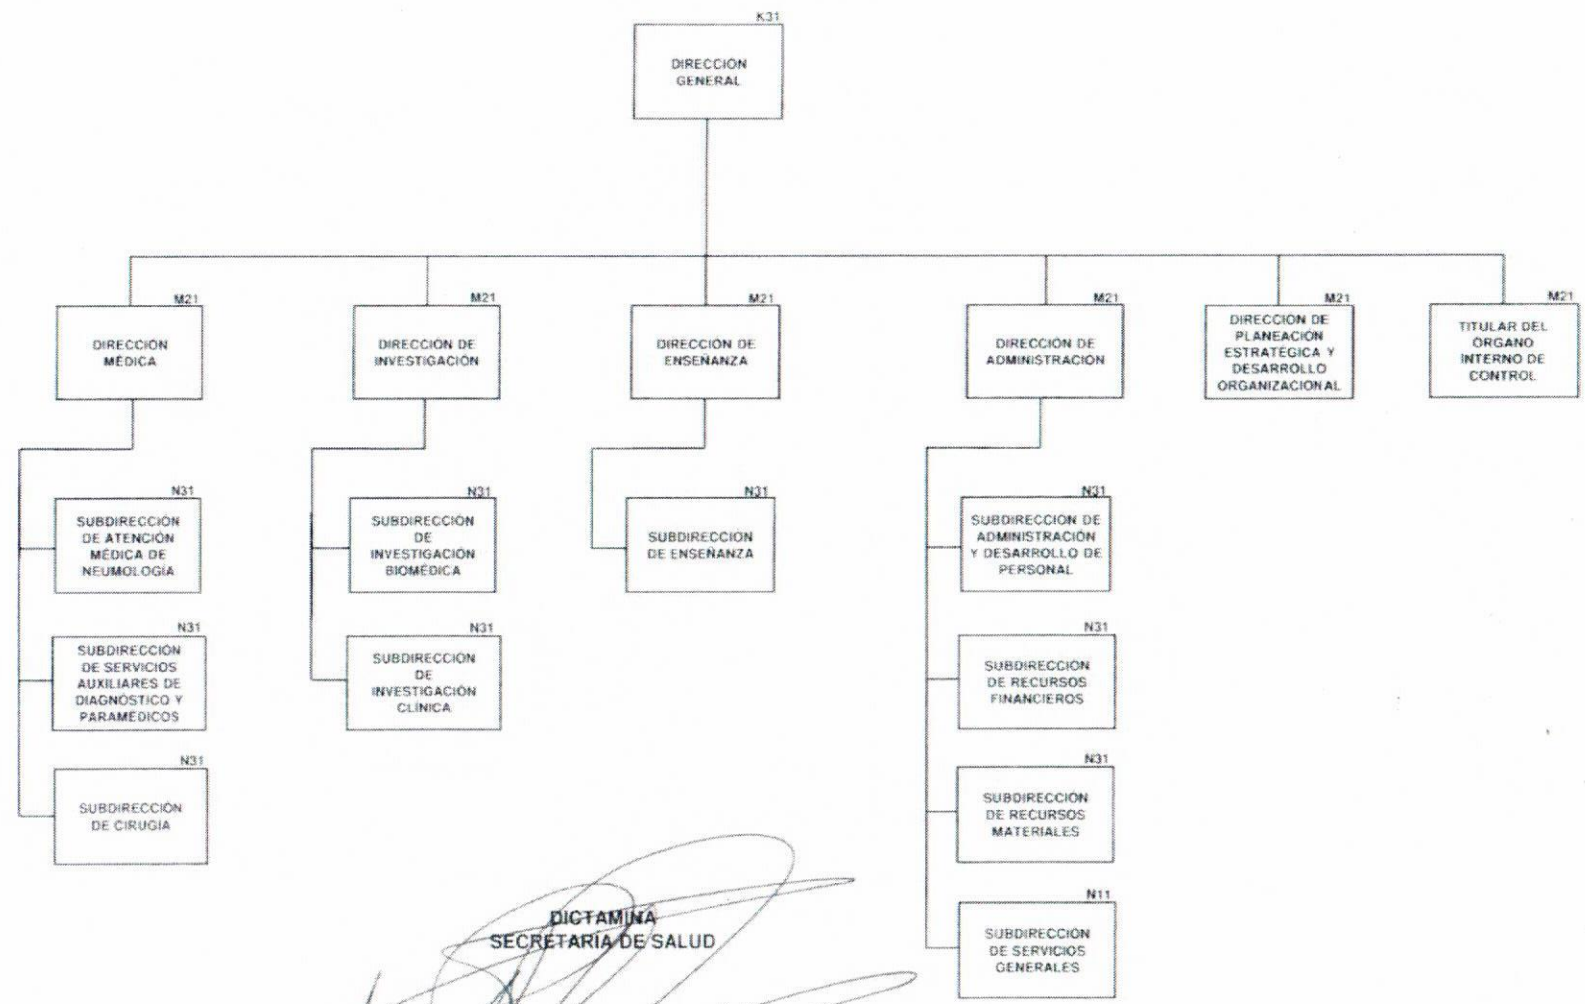 K31
DIRECCIÓN
GENERAL
M21
DIRECCIÓN
MÉDICA
M21
DIRECCIÓN DE
INVESTIGACIÓN
M21
DIRECCIÓN DE
ENSEÑANZA
M21
DIRECCIÓN DE
ADMINISTRACIÓN
M21
DIRECCIÓN DE
PLANEACIÓN
ESTRATÉGICA Y
DESARROLLO
ORGANIZACIONAL
M21
TITULAR DEL
ÓRGANO
INTERNO DE
CONTROL
N31
SUBDIRECCIÓN
DE ATENCIÓN
MÉDICA DE
NEUMOLOGÍA
N31
SUBDIRECCIÓN
DE SERVICIOS
AUXILIARES DE
DIAGNÓSTICO Y
PARAMÉDICOS
N31
SUBDIRECCIÓN
DE CIRUGÍA
N31
SUBDIRECCIÓN
DE
INVESTIGACIÓN
BIOMÉDICA
N31
SUBDIRECCIÓN
DE
INVESTIGACIÓN
CLÍNICA
N31
SUBDIRECCIÓN
DE ENSEÑANZA
N31
SUBDIRECCIÓN DE
ADMINISTRACIÓN
Y DESARROLLO DE
PERSONAL
N31
SUBDIRECCIÓN
DE RECURSOS
FINANCIEROS
N31
SUBDIRECCIÓN
DE RECURSOS
MATERIALES
N11
SUBDIRECCIÓN
DE SERVICIOS
GENERALES
DICTAMINA
SECRETARÍA DE SALUD